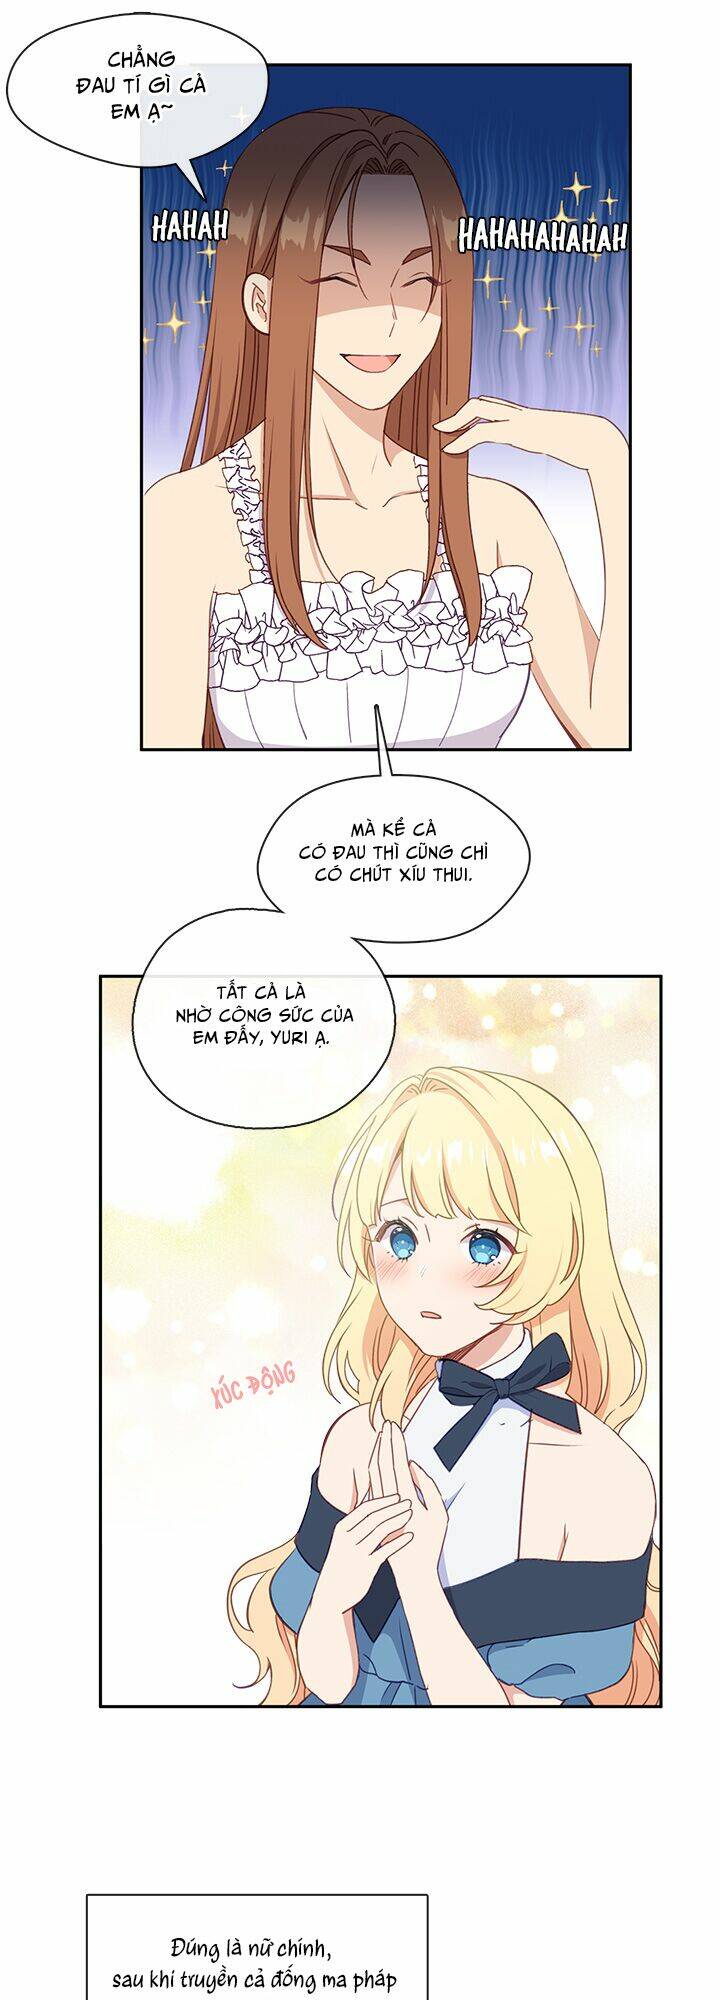 CHẲNG
ĐAU TÍ GÌ CẢ
EM Ạ~
HAHAH
HAHAHAHAHAH
MÀ KỂ CẢ
CÓ ĐAU THÌ CŨNG CHỈ
CÓ CHÚT XÍU THUI.
TẤT CẢ LÀ
NHỜ CÔNG SỨC CỦA
EM ĐẤY, YURI Ạ.
XÚC ĐỘNG
Đúng là nữ chính,
sau khi truyền cả đống ma pháp